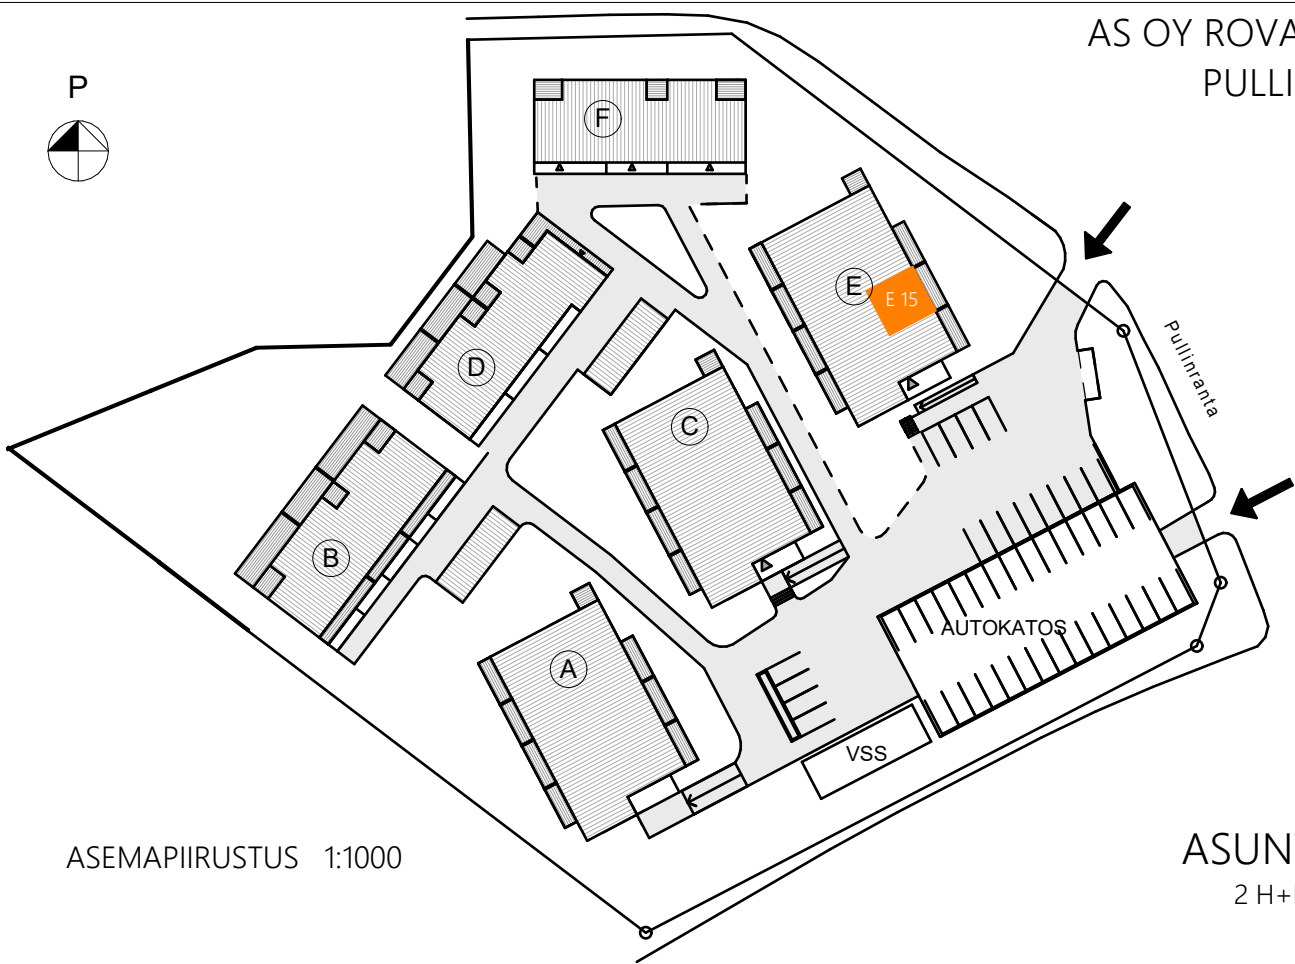 AS OY ROVA
PULLI
P
F
E
E 15
Pullinranta
D
C
B
A
AUTOKATOS
VSS
ASEMAPIIRUSTUS 1:1000
ASUN
2 H+